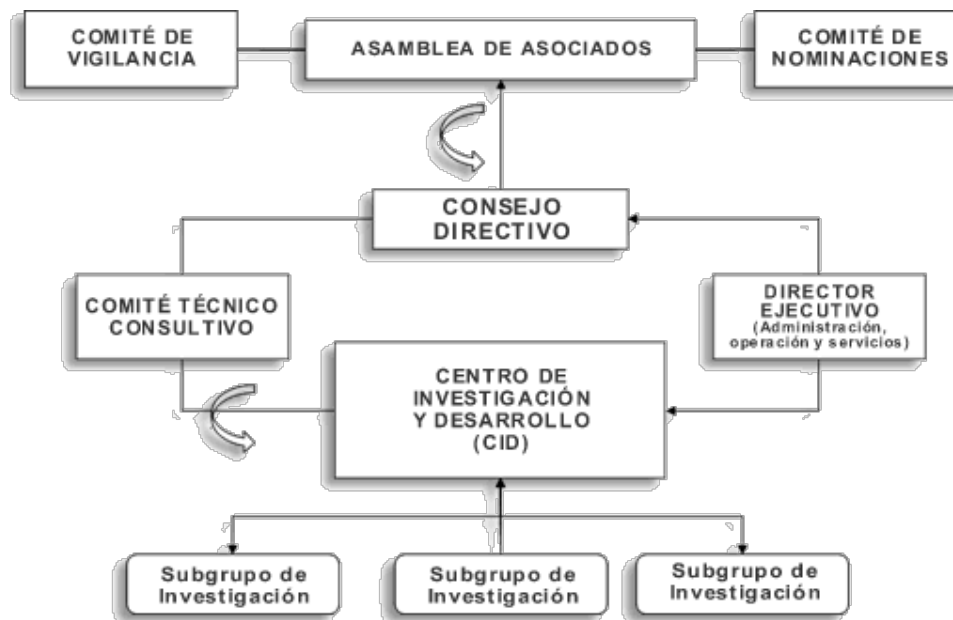 COMITÉ DE
VIGILANCIA
ASAMBLEA DE ASOCIADOS
COMITÉ DE
NOMINACIONES
CONSEJO
DIRECTIVO
COMITÉ TÉCNICO
CONSULTIVO
DIRECTOR
EJECUTIVO
(Administración,
operación y servicios)
CENTRO DE
INVESTIGACIÓN
Y DESARROLLO
(CID)
Subgrupo de
Investigación
Subgrupo de
Investigación
Subgrupo de
Investigación